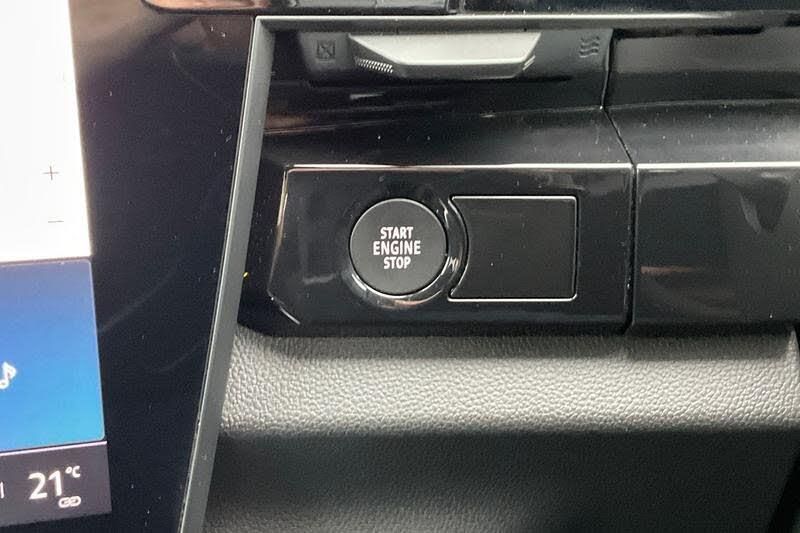 START
ENGINE
STOP
+
−
21°C